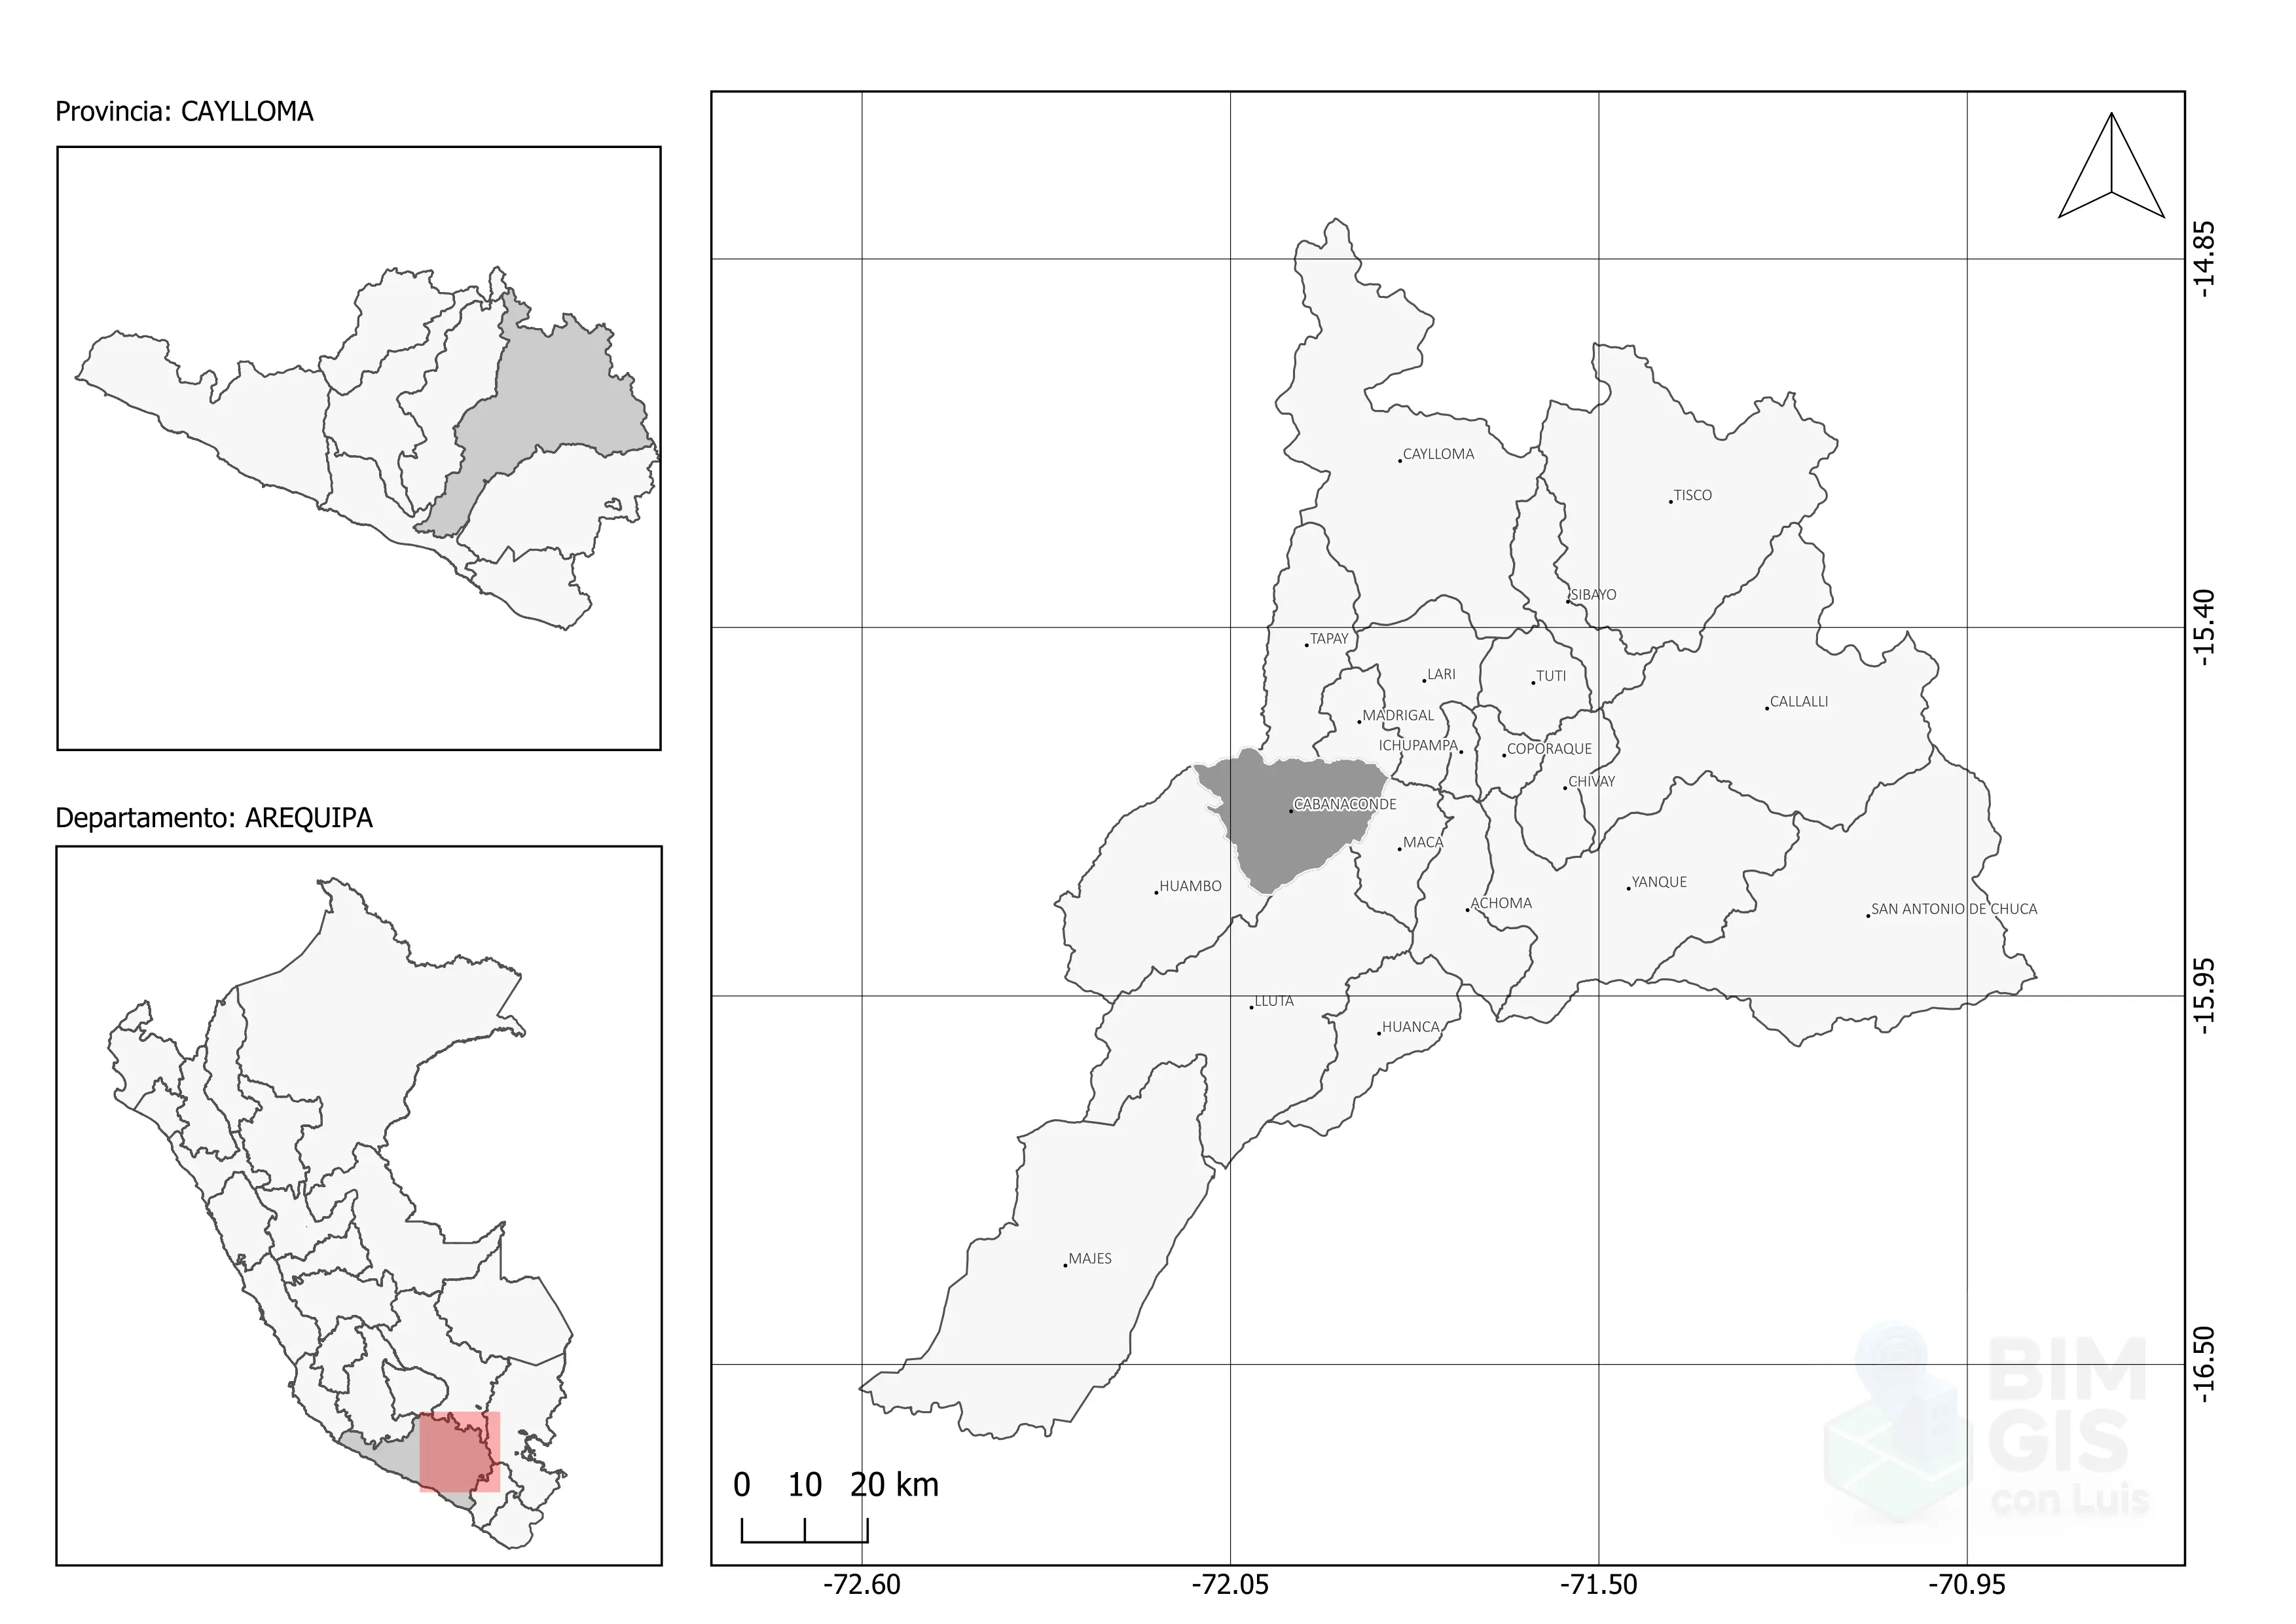 Provincia: CAYLLOMA
Departamento: AREQUIPA
CAYLLOMA
TISCO
SIBAYO
TAPAY
LARI
TUTI
CALLALLI
MADRIGAL
ICHUPAMPA
COPORAQUE
CHIVAY
CABANACONDE
MACA
HUAMBO
ACHOMA
YANQUE
SAN ANTONIO DE CHUCA
LLUTA
HUANCA
MAJES
-14.85
-15.40
-15.95
-16.50
BIM
GIS
con Luis
0 10 20 km
-72.60 -72.05 -71.50 -70.95